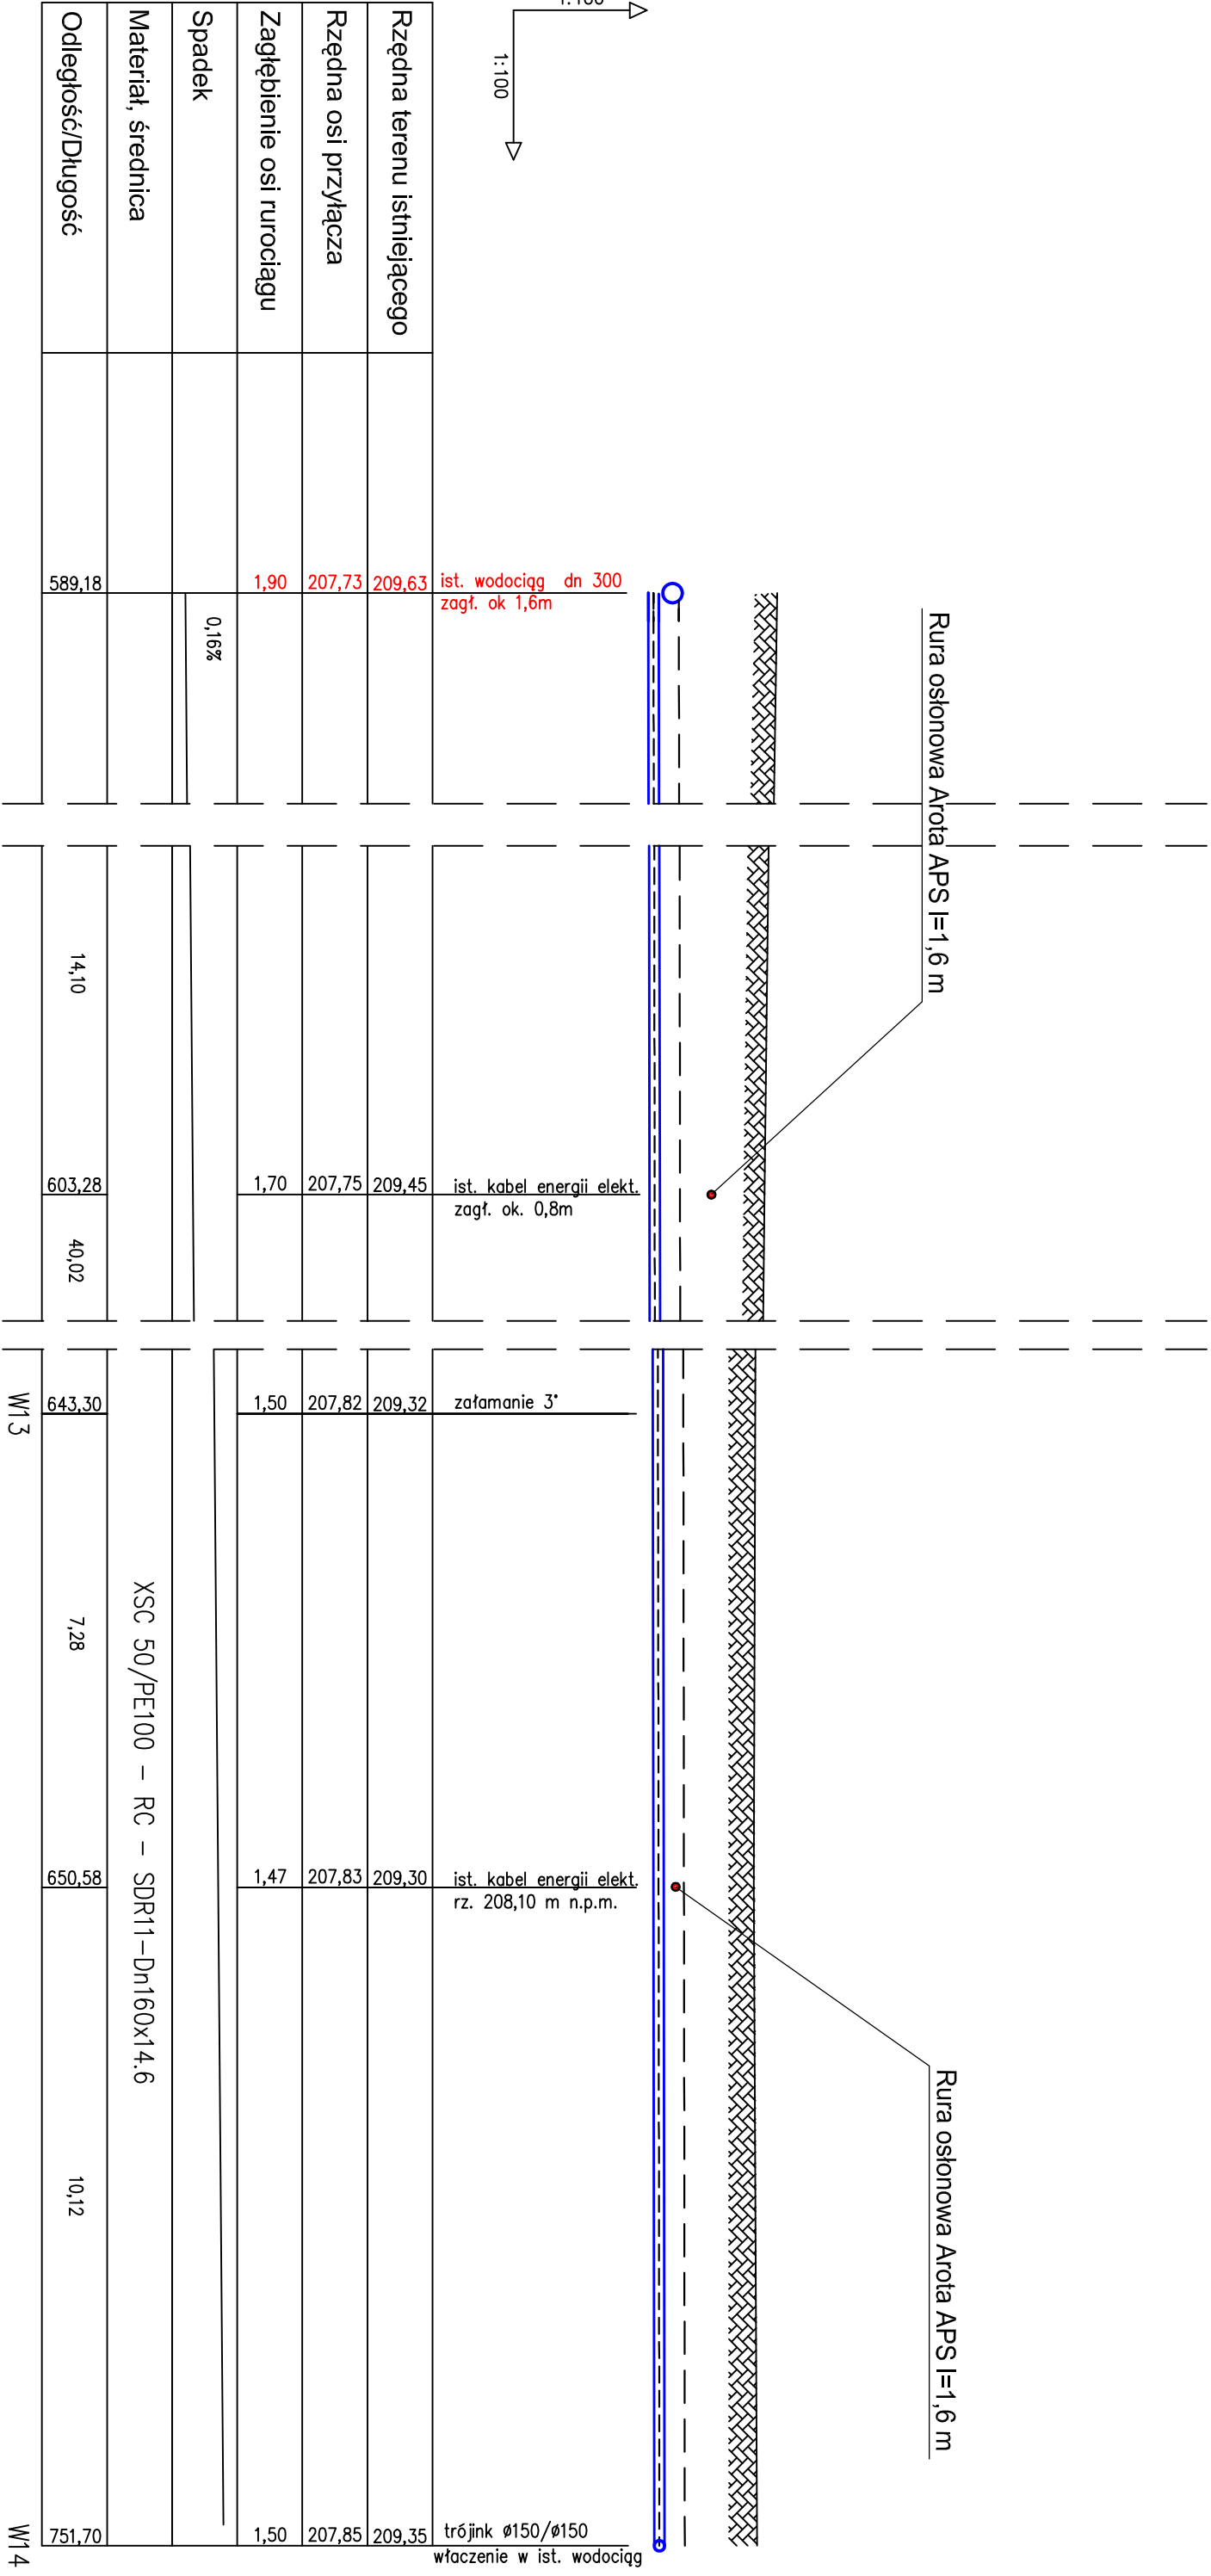 1:100
Rura osłonowa Arota APS l=1,6 m
Rura osłonowa Arota APS l=1,6 m
ist. wodociąg dn 300
zagł. ok 1,6m
ist. kabel energii elekt.
zagł. ok. 0,8m
załamanie 3°
ist. kabel energii elekt.
rz. 208,10 m n.p.m.
trójink ø150/ø150
właczenie w ist. wodociąg
Rzędna terenu istniejącego
209,63
209,45
209,32
209,30
209,35
Rzędna osi przyłącza
207,73
207,75
207,82
207,83
207,85
Zagłębienie osi rurociągu
1,90
1,70
1,50
1,47
1,50
Spadek
0,16%
Materiał, średnica
XSC 50/PE100 - RC - SDR11-Dn160x14.6
Odległość/Długość
589,18
14,10
603,28
40,02
643,30
7,28
650,58
10,12
751,70
W13
W14